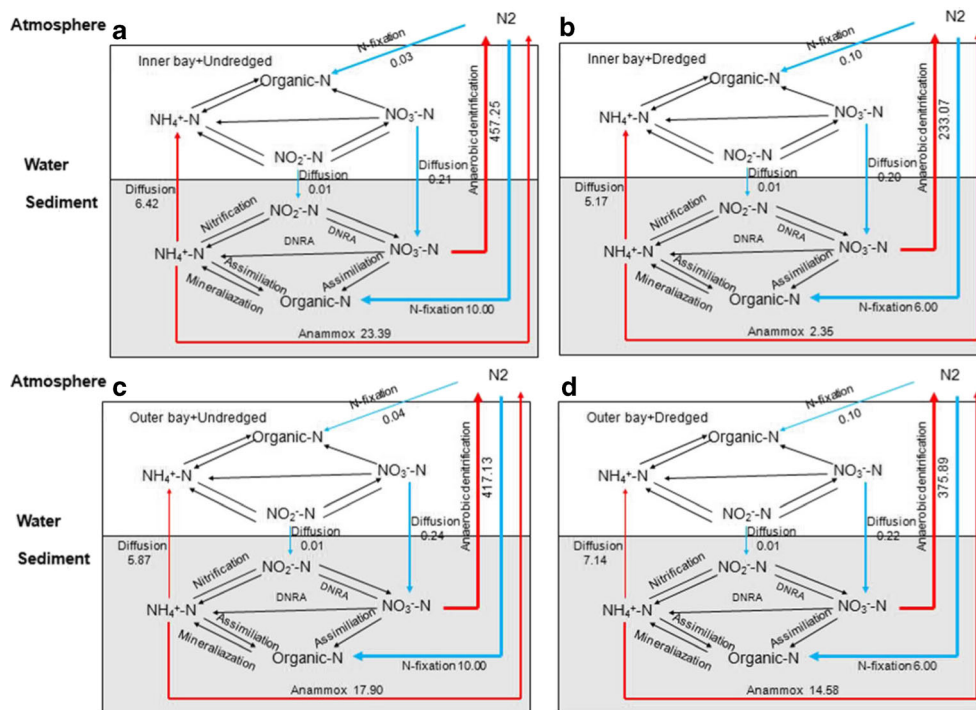 Atmosphere
a
N2
N-fixation
0.03
Inner bay+Undredged
Organic-N
NH₄⁺-N
NO₃⁻-N
NO₂⁻-N
Anaerobic denitrification
457.25
Water
Diffusion
0.01
Diffusion
0.21
Sediment
Diffusion
6.42
Nitrification
NO₂⁻-N
DNRA
DNRA
NH₄⁺-N
NO₃⁻-N
Assimiliation
Mineraliazation
Assimiliation
Organic-N
N-fixation 10.00
Anammox 23.39
b
N2
N-fixation
0.10
Inner bay+Dredged
Organic-N
NH₄⁺-N
NO₃⁻-N
NO₂⁻-N
Anaerobic denitrification
233.07
Diffusion
0.01
Diffusion
0.20
Diffusion
5.17
Nitrification
NO₂⁻-N
DNRA
DNRA
NH₄⁺-N
NO₃⁻-N
Assimiliation
Mineraliazation
Assimiliation
Organic-N
N-fixation 6.00
Anammox 2.35
Atmosphere
c
N2
N-fixation
0.04
Outer bay+Undredged
Organic-N
NH₄⁺-N
NO₃⁻-N
NO₂⁻-N
Anaerobic denitrification
417.13
Water
Diffusion
0.01
Diffusion
0.24
Sediment
Diffusion
5.87
Nitrification
NO₂⁻-N
DNRA
DNRA
NH₄⁺-N
NO₃⁻-N
Assimiliation
Mineraliazation
Assimiliation
Organic-N
N-fixation 10.00
Anammox 17.90
d
N2
N-fixation
0.10
Outer bay+Dredged
Organic-N
NH₄⁺-N
NO₃⁻-N
NO₂⁻-N
Anaerobic denitrification
375.89
Diffusion
0.01
Diffusion
0.22
Diffusion
7.14
Nitrification
NO₂⁻-N
DNRA
DNRA
NH₄⁺-N
NO₃⁻-N
Assimiliation
Mineraliazation
Assimiliation
Organic-N
N-fixation 6.00
Anammox 14.58